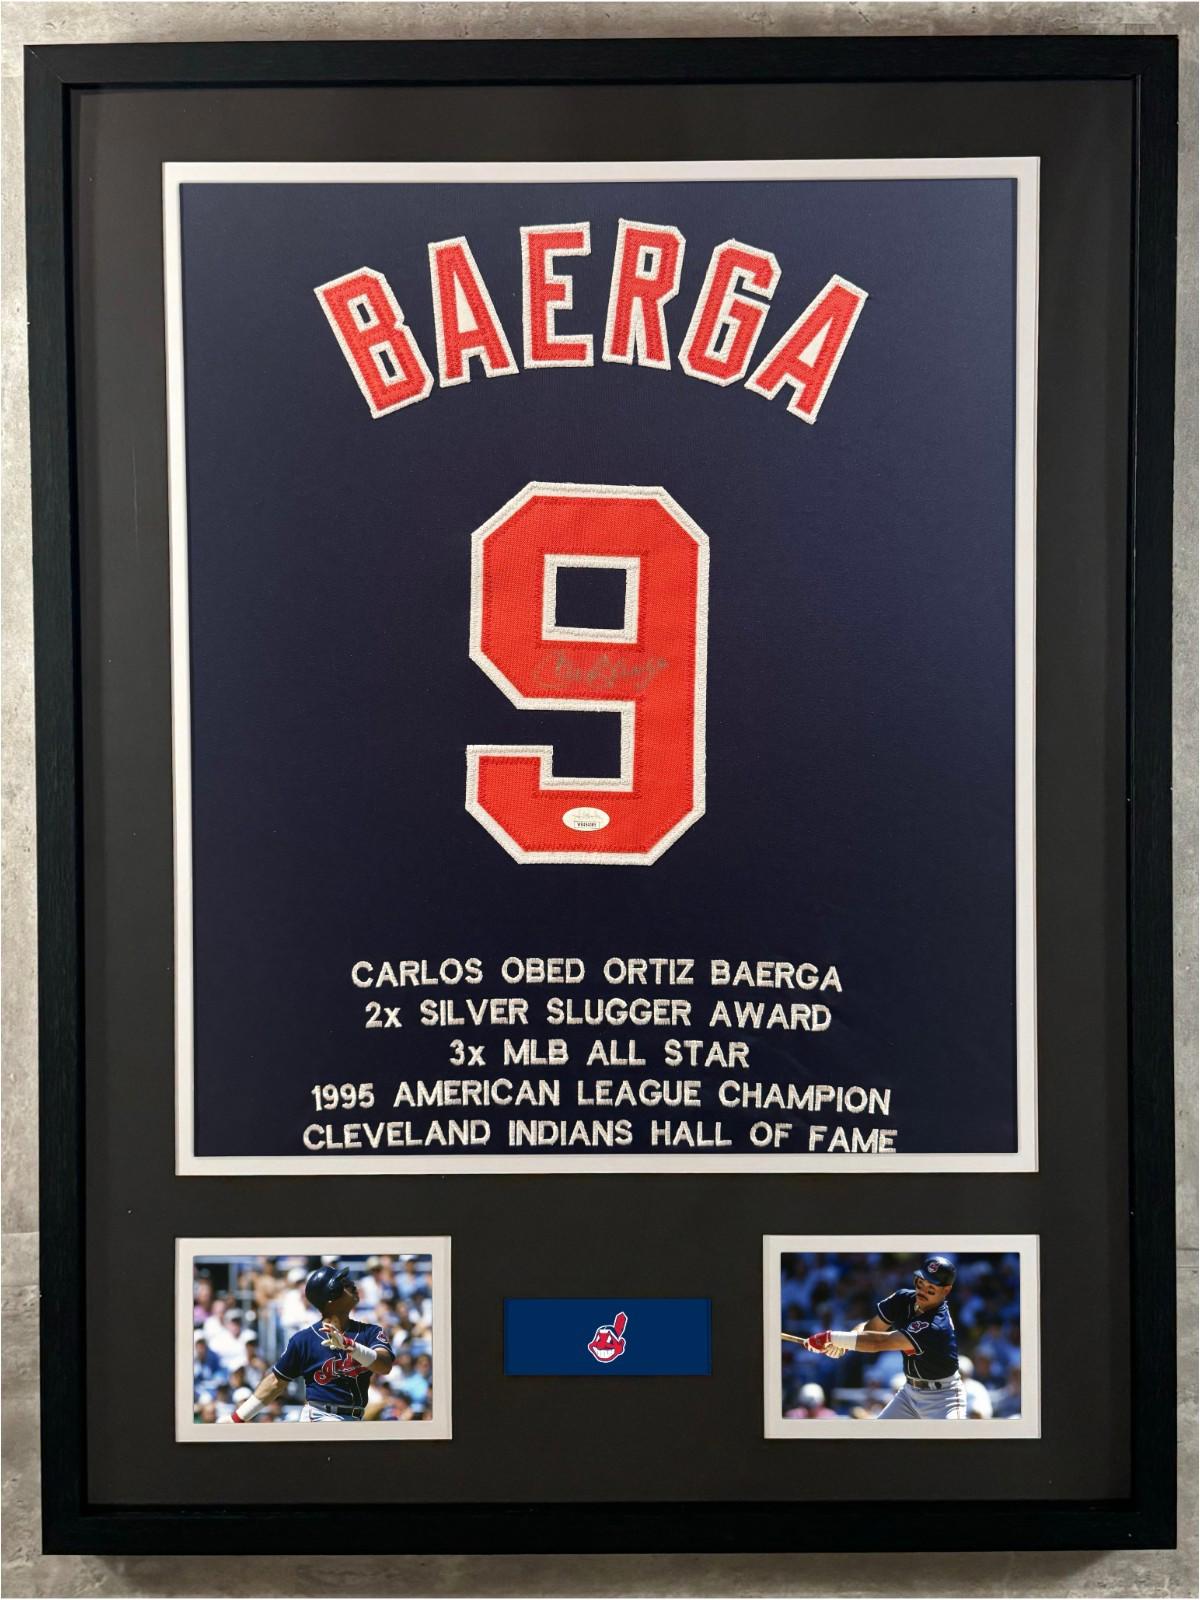 BAERGA
9
CARLOS OBED ORTIZ BAERGA
2x SILVER SLUGGER AWARD
3x MLB ALL STAR
1995 AMERICAN LEAGUE CHAMPION
CLEVELAND INDIANS HALL OF FAME